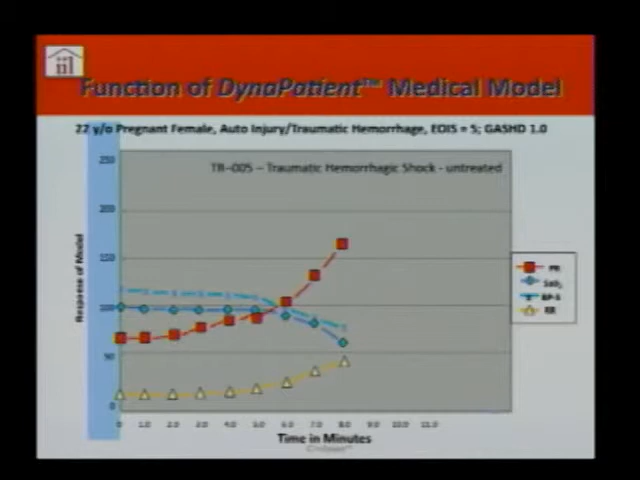 iil
Function of DynaPatient™ Medical Model
22 y/o Pregnant Female, Auto Injury/Traumatic Hemorrhage, EOIS = 5; GASHD 1.0
TR-005 – Traumatic Hemorrhagic Shock - untreated
250
200
150
100
50
0
Response of Model
PR
SaO2
BP-S
RR
0 1.0 2.0 3.0 4.0 5.0 6.0 7.0 8.0 9.0 10.0 11.0
Time in Minutes